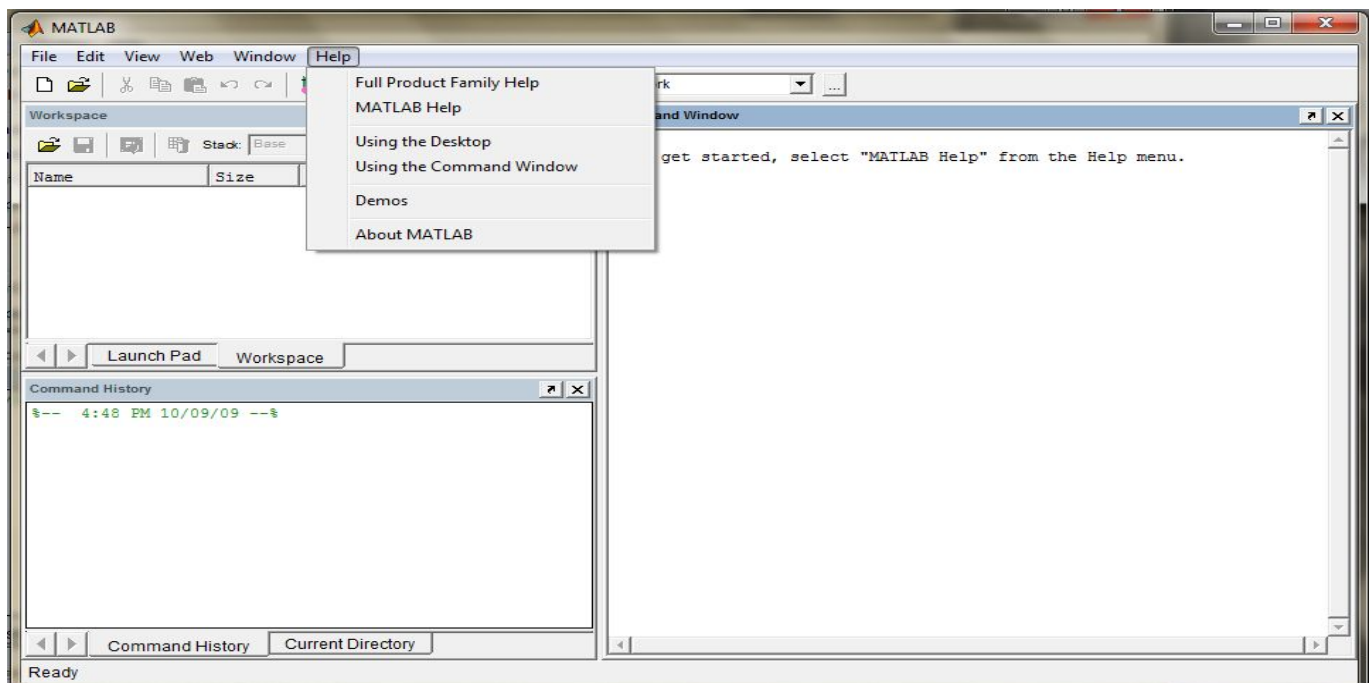 MATLAB
File Edit View Web Window Help
Full Product Family Help
MATLAB Help
Using the Desktop
Using the Command Window
Demos
About MATLAB
Workspace
Stack: Base
Name Size
Launch Pad Workspace
Command History
%-- 4:48 PM 10/09/09 --%
Command History Current Directory
Window
get started, select "MATLAB Help" from the Help menu.
Ready